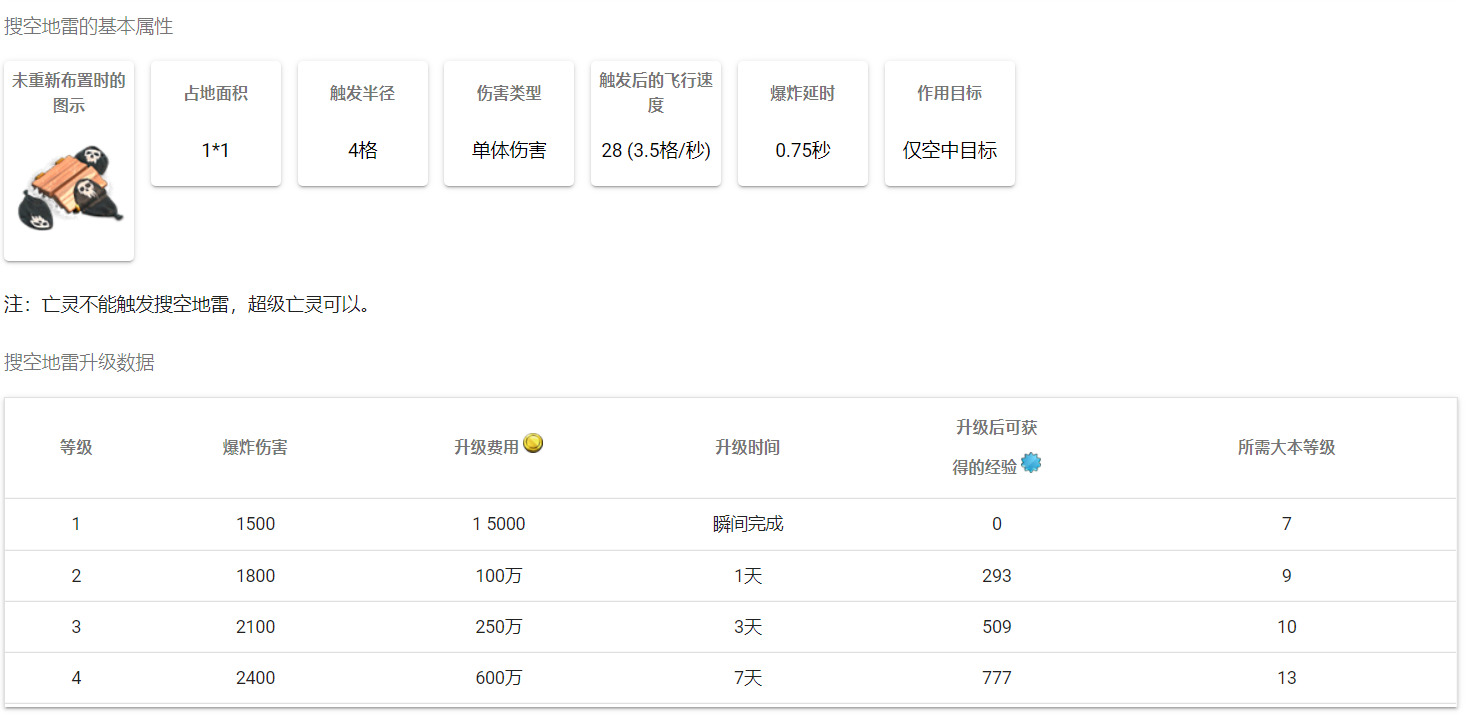 搜空地雷的基本属性
未重新布置时的
图示
占地面积
1*1
触发半径
4格
伤害类型
单体伤害
触发后的飞行速
度
28 (3.5格/秒)
爆炸延时
0.75秒
作用目标
仅空中目标
注：亡灵不能触发搜空地雷，超级亡灵可以。
搜空地雷升级数据
等级 爆炸伤害 升级费用 升级时间 升级后可获
得的经验 所需大本等级
1 1500 1 5000 瞬间完成 0 7
2 1800 100万 1天 293 9
3 2100 250万 3天 509 10
4 2400 600万 7天 777 13